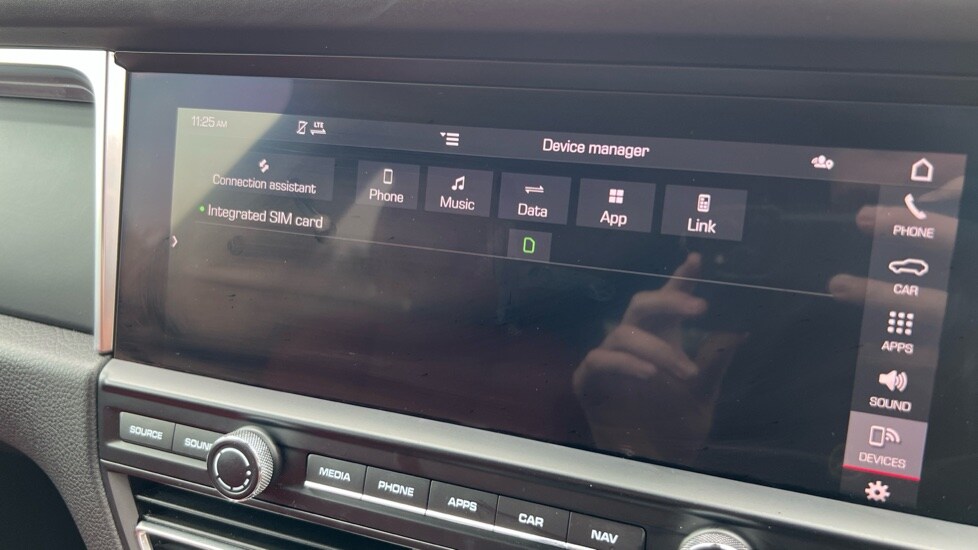 11:25 AM
LTE
Device manager
Connection assistant
Phone
Music
Data
App
Link
Integrated SIM card
PHONE
CAR
APPS
SOUND
DEVICES
SOURCE
SOUND
MEDIA
PHONE
APPS
CAR
NAV